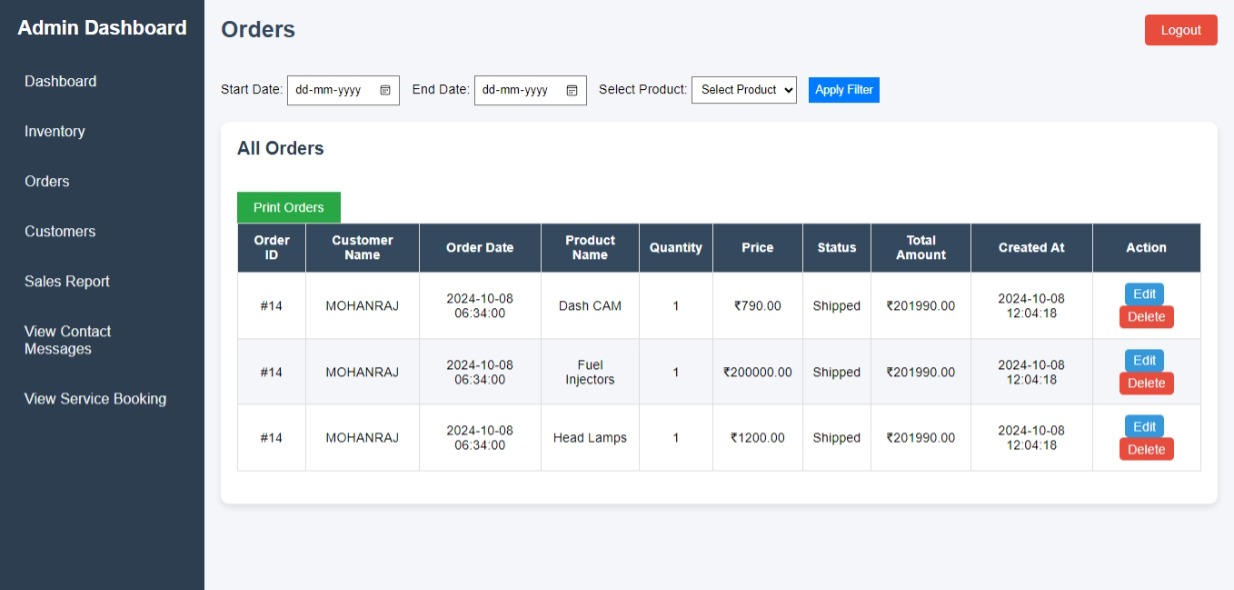 Admin Dashboard
Dashboard
Inventory
Orders
Customers
Sales Report
View Contact
Messages
View Service Booking
Orders
Logout
Start Date: dd-mm-yyyy End Date: dd-mm-yyyy Select Product: Select Product Apply Filter
All Orders
Print Orders
Order ID Customer Name Order Date Product Name Quantity Price Status Total Amount Created At Action
#14 MOHANRAJ 2024-10-08 06:34:00 Dash CAM 1 ₹790.00 Shipped ₹201990.00 2024-10-08 12:04:18 Edit Delete
#14 MOHANRAJ 2024-10-08 06:34:00 Fuel Injectors 1 ₹200000.00 Shipped ₹201990.00 2024-10-08 12:04:18 Edit Delete
#14 MOHANRAJ 2024-10-08 06:34:00 Head Lamps 1 ₹1200.00 Shipped ₹201990.00 2024-10-08 12:04:18 Edit Delete